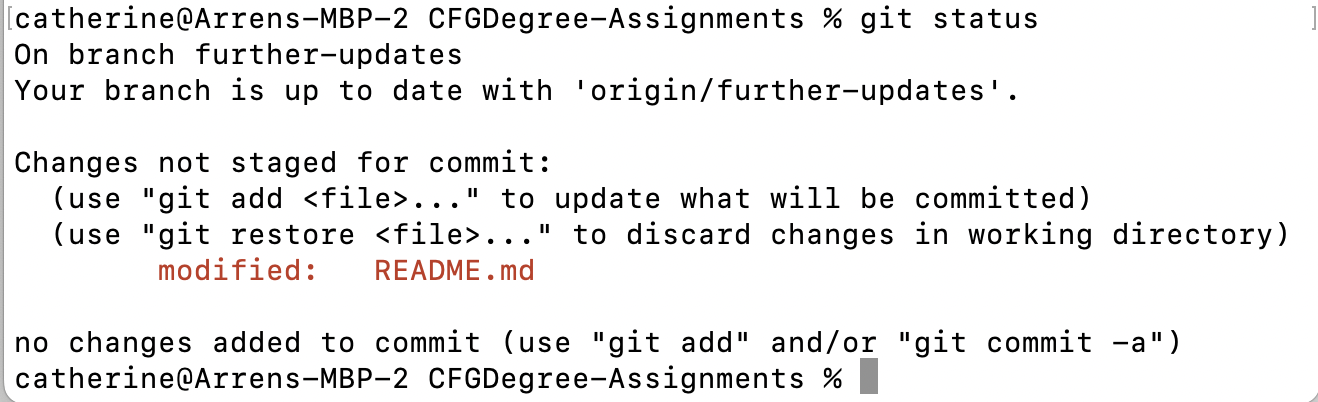 [catherine@Arrens-MBP-2 CFGDegree-Assignments % git status ]
On branch further-updates
Your branch is up to date with 'origin/further-updates'.
Changes not staged for commit:
(use "git add <file>..." to update what will be committed)
(use "git restore <file>..." to discard changes in working directory)
modified: README.md
no changes added to commit (use "git add" and/or "git commit -a")
catherine@Arrens-MBP-2 CFGDegree-Assignments %